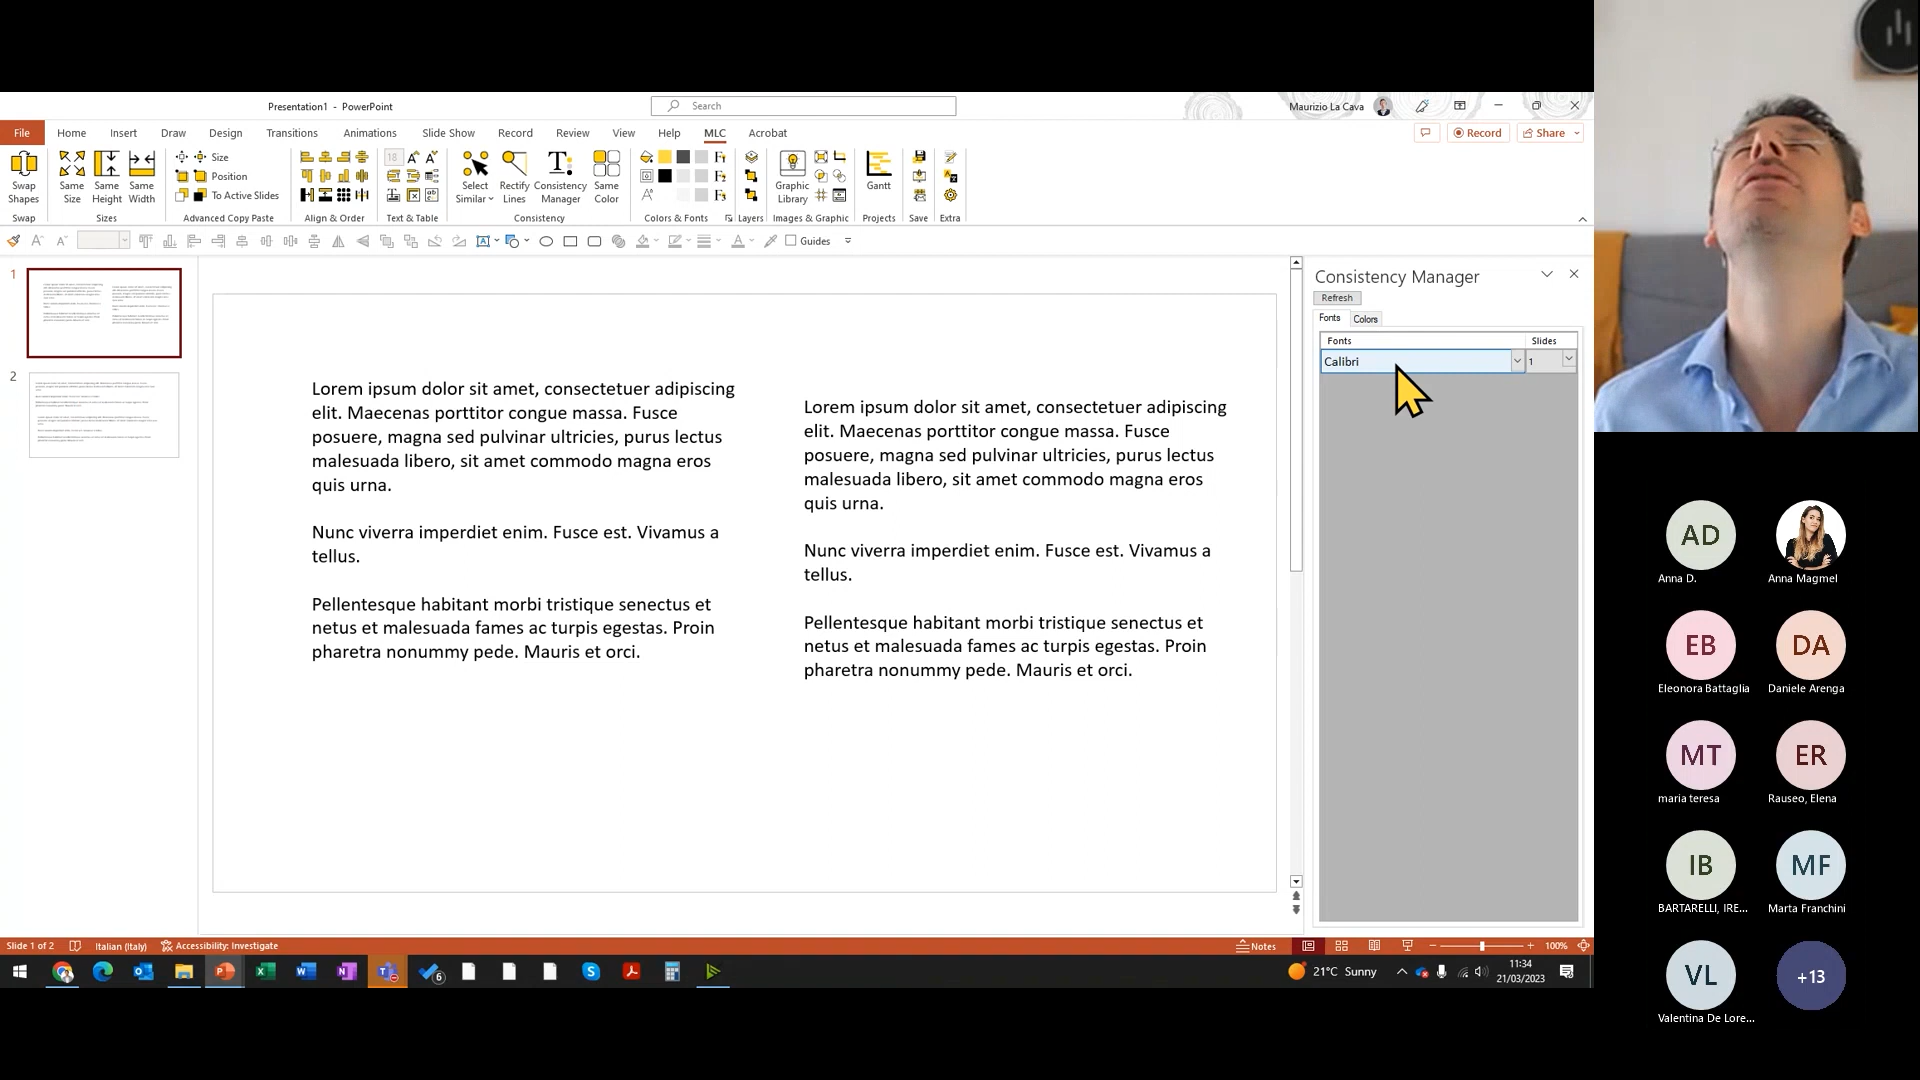 Presentation1 - PowerPoint
Search
Maurizio La Cava
File Home Insert Draw Design Transitions Animations Slide Show Record Review View Help MLC Acrobat
Record
Share
Swap Shapes
Same Size
Same Height
Same Width
Size
Position
To Active Slides
18
Select Similar
Rectify Lines
Consistency Manager
Same Color
Graphic Library
Gantt
Swap
Sizes
Advanced Copy Paste
Align & Order
Text & Table
Consistency
Colors & Fonts
Layers
Images & Graphic
Projects
Save
Extra
Guides
1
2
Lorem ipsum dolor sit amet, consectetuer adipiscing
elit. Maecenas porttitor congue massa. Fusce
posuere, magna sed pulvinar ultricies, purus lectus
malesuada libero, sit amet commodo magna eros
quis urna.
Nunc viverra imperdiet enim. Fusce est. Vivamus a
tellus.
Pellentesque habitant morbi tristique senectus et
netus et malesuada fames ac turpis egestas. Proin
pharetra nonummy pede. Mauris et orci.
Lorem ipsum dolor sit amet, consectetuer adipiscing
elit. Maecenas porttitor congue massa. Fusce
posuere, magna sed pulvinar ultricies, purus lectus
malesuada libero, sit amet commodo magna eros
quis urna.
Nunc viverra imperdiet enim. Fusce est. Vivamus a
tellus.
Pellentesque habitant morbi tristique senectus et
netus et malesuada fames ac turpis egestas. Proin
pharetra nonummy pede. Mauris et orci.
Consistency Manager
Refresh
Fonts Colors
Fonts Slides
Calibri 1
Slide 1 of 2
Italian (Italy)
Accessibility: Investigate
Notes
100%
21°C Sunny
11:34
21/03/2023
AD
Anna D.
Anna Magmel
EB
Eleonora Battaglia
DA
Daniele Arenga
MT
maria teresa
ER
Rauseo, Elena
IB
BARTARELLI, IRE...
MF
Marta Franchini
VL
Valentina De Lore...
+13